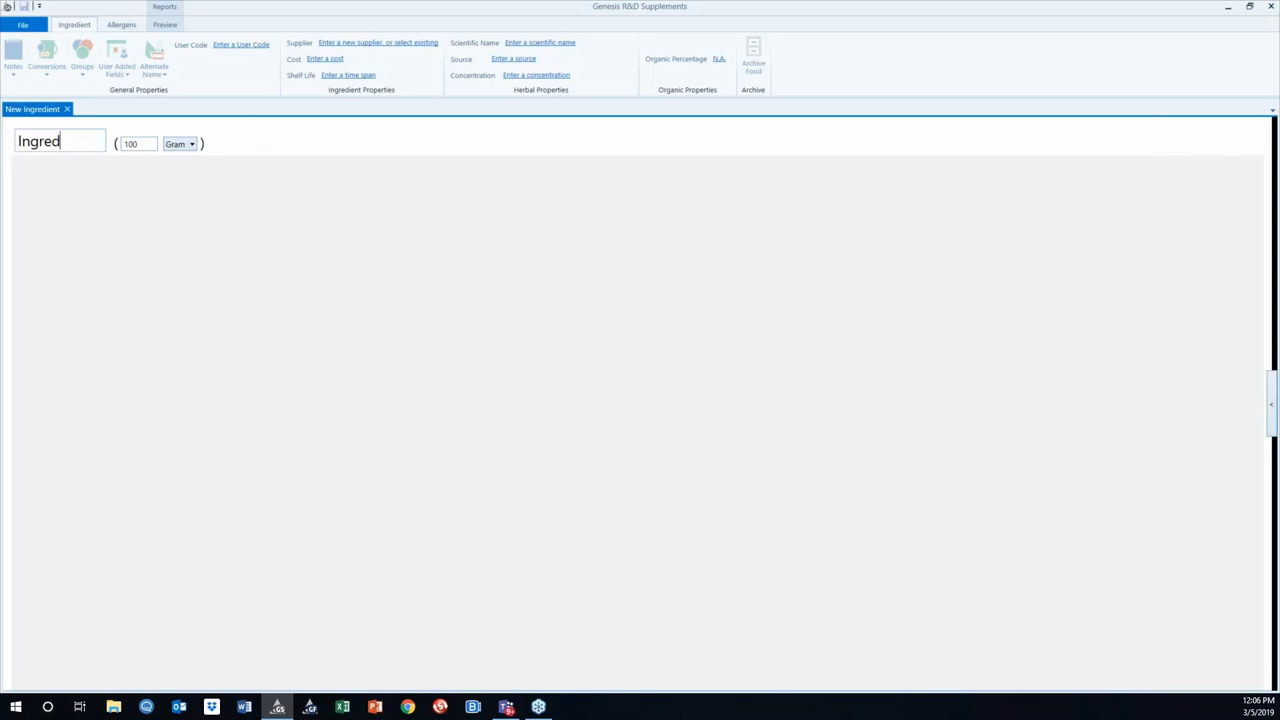 Reports
Genesis R&D Supplements
File
Ingredient
Allergens
Preview
Notes
Conversions
Groups
User Added
Fields
Alternate
Name
User Code Enter a User Code
General Properties
Supplier Enter a new supplier, or select existing
Cost Enter a cost
Shelf Life Enter a time span
Ingredient Properties
Scientific Name Enter a scientific name
Source Enter a source
Concentration Enter a concentration
Herbal Properties
Organic Percentage N.A.
Organic Properties
Archive
Food
Archive
New Ingredient
Ingred ( 100 Gram )
<
12:06 PM
3/5/2019